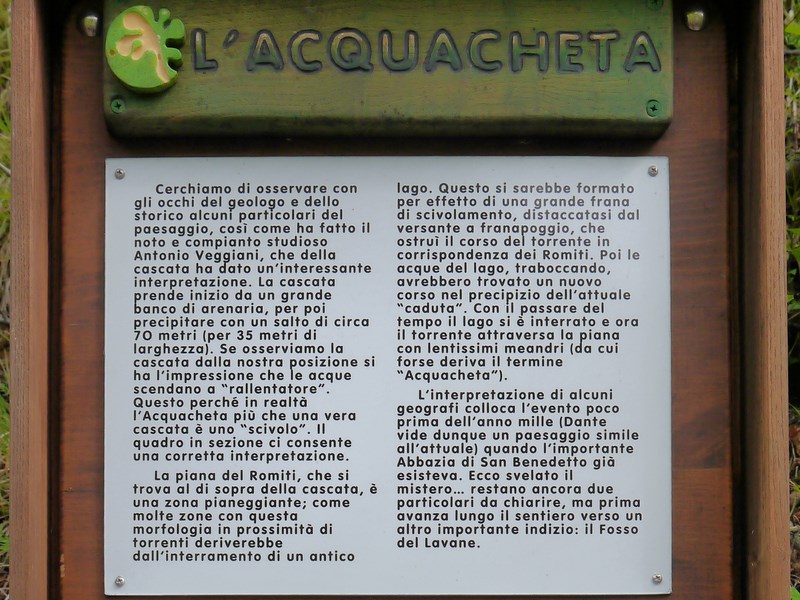 L'ACQUACHETA
Cerchiamo di osservare con
gli occhi del geologo e dello
storico alcuni particolari del
paesaggio, così come ha fatto il
noto e compianto studioso
Antonio Veggiani, che della
cascata ha dato un'interessante
interpretazione. La cascata
prende inizio da un grande
banco di arenaria, per poi
precipitare con un salto di circa
70 metri (per 35 metri di
larghezza). Se osserviamo la
cascata dalla nostra posizione si
ha l'impressione che le acque
scendano a "rallentatore".
Questo perché in realtà
l'Acquacheta più che una vera
cascata è uno "scivolo". Il
quadro in sezione ci consente
una corretta interpretazione.
La piana del Romiti, che si
trova al di sopra della cascata, è
una zona pianeggiante; come
molte zone con questa
morfologia in prossimità di
torrenti deriverebbe
dall'interramento di un antico
lago. Questo si sarebbe formato
per effetto di una grande frana
di scivolamento, distaccatasi dal
versante a franapoggio, che
ostruì il corso del torrente in
corrispondenza dei Romiti. Poi le
acque del lago, traboccando,
avrebbero trovato un nuovo
corso nel precipizio dell'attuale
"caduta". Con il passare del
tempo il lago si è interrato e ora
il torrente attraversa la piana
con lentissimi meandri (da cui
forse deriva il termine
"Acquacheta").
L'interpretazione di alcuni
geografi colloca l'evento poco
prima dell'anno mille (Dante
vide dunque un paesaggio simile
all'attuale) quando l'importante
Abbazia di San Benedetto già
esisteva. Ecco svelato il
mistero... restano ancora due
particolari da chiarire, ma prima
avanza lungo il sentiero verso un
altro importante indizio: il Fosso
del Lavane.